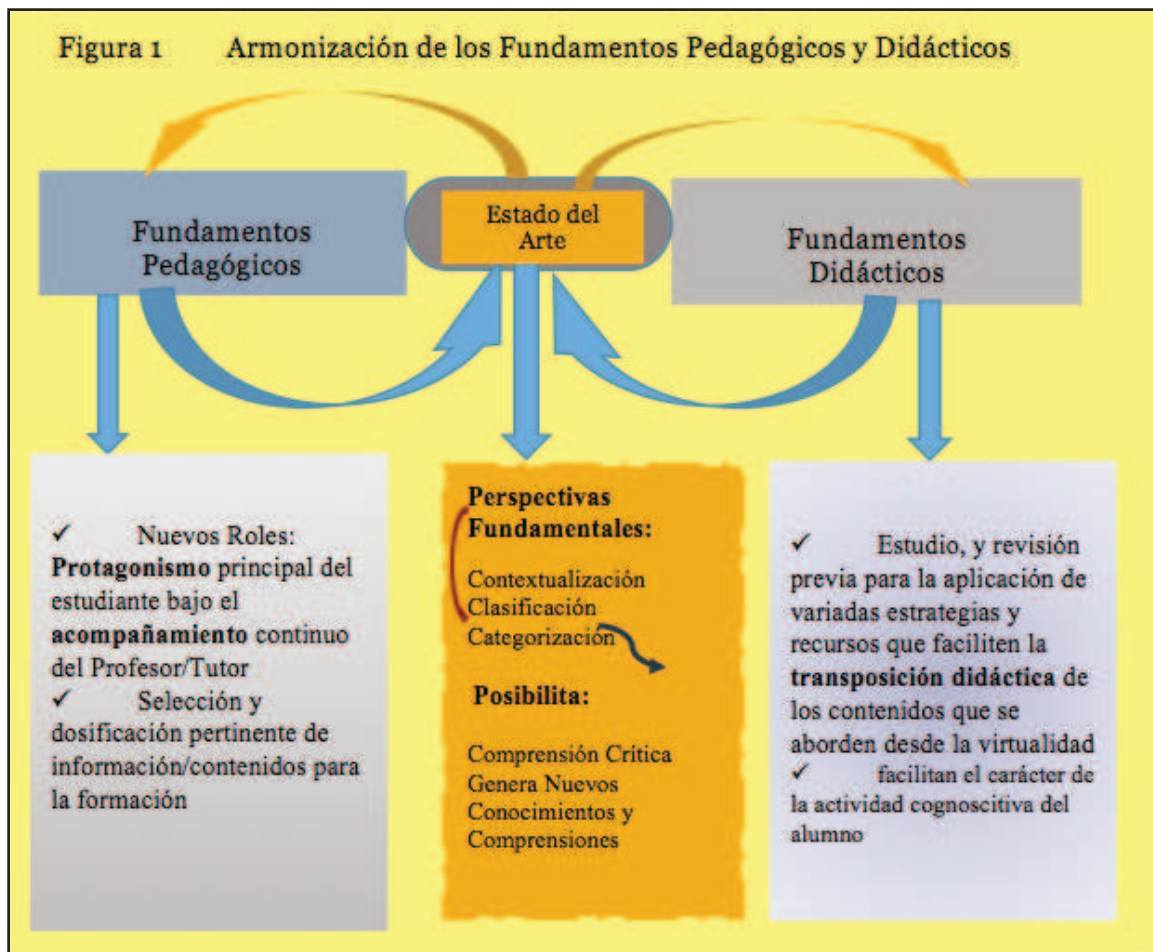 Figura 1 Armonización de los Fundamentos Pedagógicos y Didácticos
Fundamentos
Pedagógicos
Estado del
Arte
Fundamentos
Didácticos
✓ Nuevos Roles:
Protagonismo principal del
estudiante bajo el
acompañamiento continuo
del Profesor/Tutor
✓ Selección y
dosificación pertinente de
información/contenidos para
la formación
Perspectivas
Fundamentales:
Contextualización
Clasificación
Categorización
Posibilita:
Comprensión Crítica
Genera Nuevos
Conocimientos y
Comprensiones
✓ Estudio, y revisión
previa para la aplicación de
variadas estrategias y
recursos que faciliten la
transposición didáctica de
los contenidos que se
aborden desde la virtualidad
✓ facilitan el carácter de
la actividad cognoscitiva del
alumno